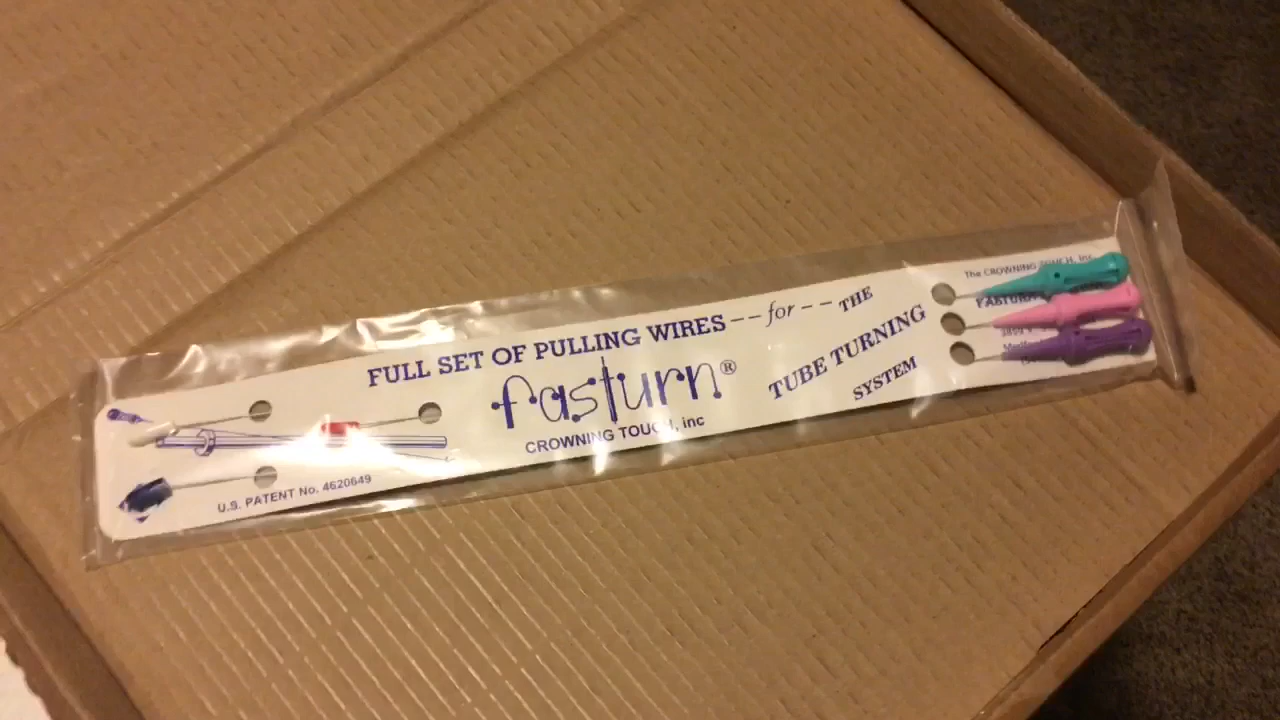 FULL SET OF PULLING WIRES -- for -- THE
fasturn®
TUBE TURNING
SYSTEM
CROWNING TOUCH, inc
U.S. PATENT No. 4620649
The CROWNING TOUCH, Inc.
FASTURN